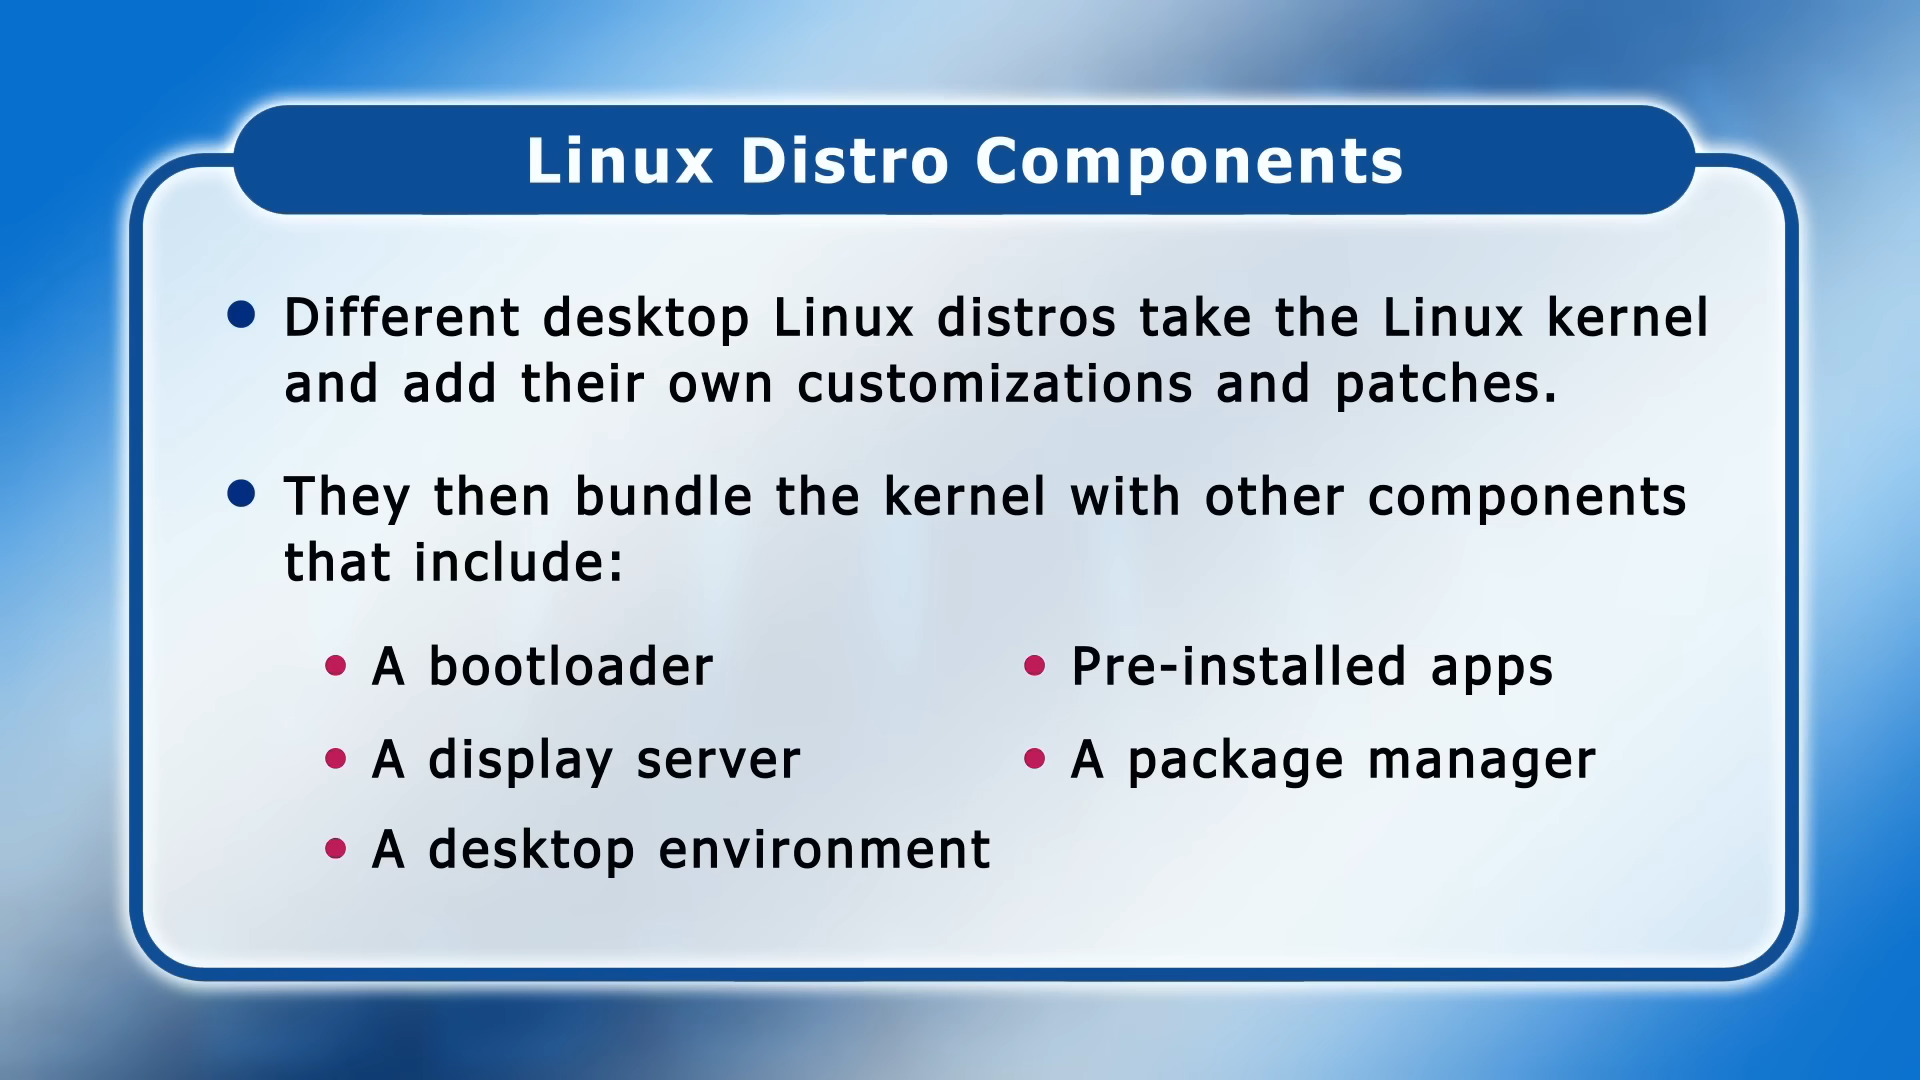 Linux Distro Components
Different desktop Linux distros take the Linux kernel
and add their own customizations and patches.
They then bundle the kernel with other components
that include:
A bootloader
A display server
A desktop environment
Pre-installed apps
A package manager